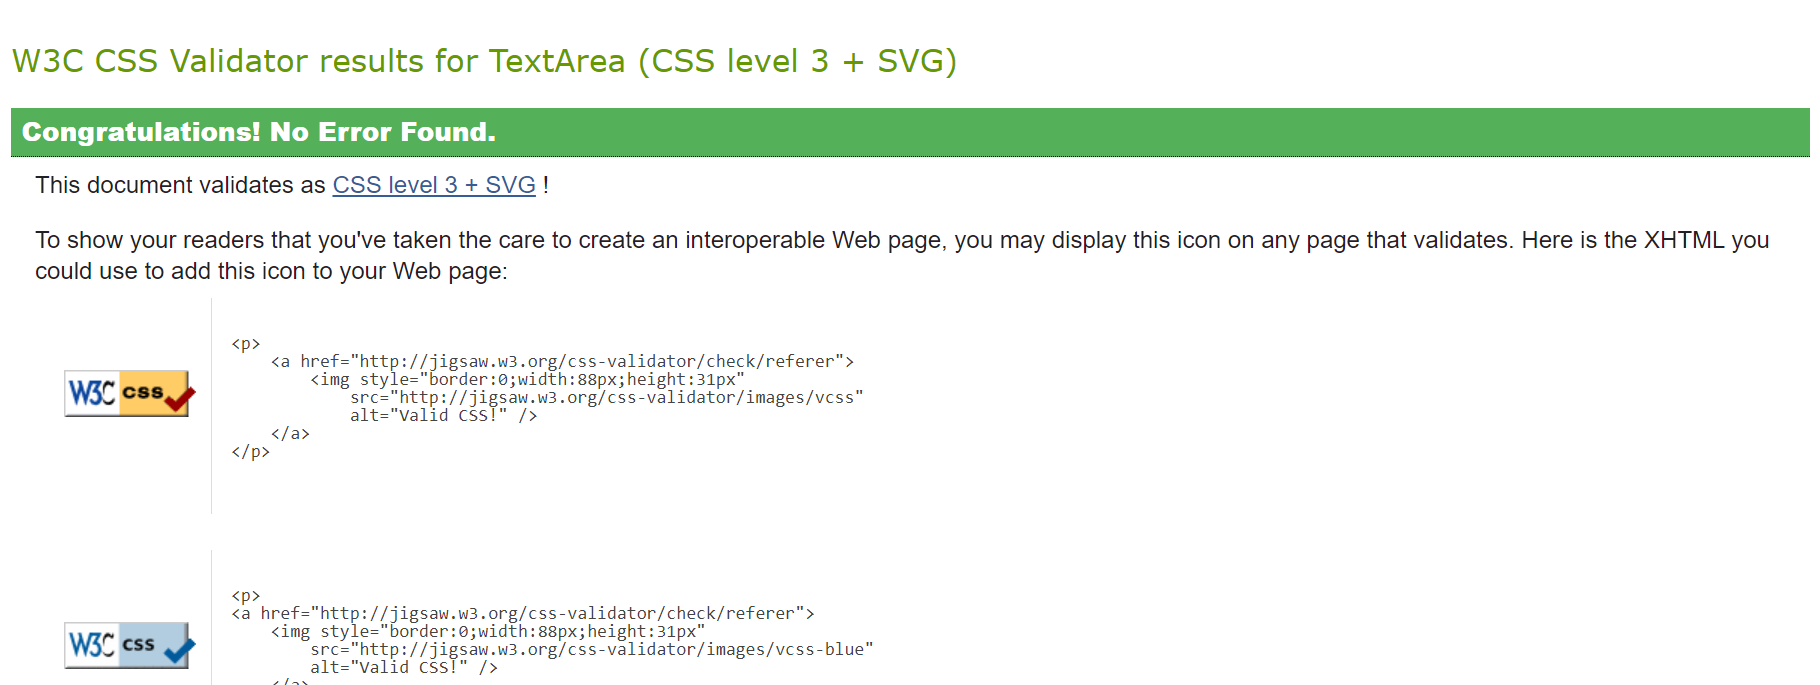 W3C CSS Validator results for TextArea (CSS level 3 + SVG)
Congratulations! No Error Found.
This document validates as CSS level 3 + SVG !
To show your readers that you've taken the care to create an interoperable Web page, you may display this icon on any page that validates. Here is the XHTML you
could use to add this icon to your Web page:
<p>
<a href="http://jigsaw.w3.org/css-validator/check/referer">
<img style="border:0;width:88px;height:31px"
W3C css
src="http://jigsaw.w3.org/css-validator/images/vcss"
alt="Valid CSS!" />
</a>
</p>
<p>
<a href="http://jigsaw.w3.org/css-validator/check/referer">
<img style="border:0;width:88px;height:31px"
W3C css
src="http://jigsaw.w3.org/css-validator/images/vcss-blue"
alt="Valid CSS!" />
</a>